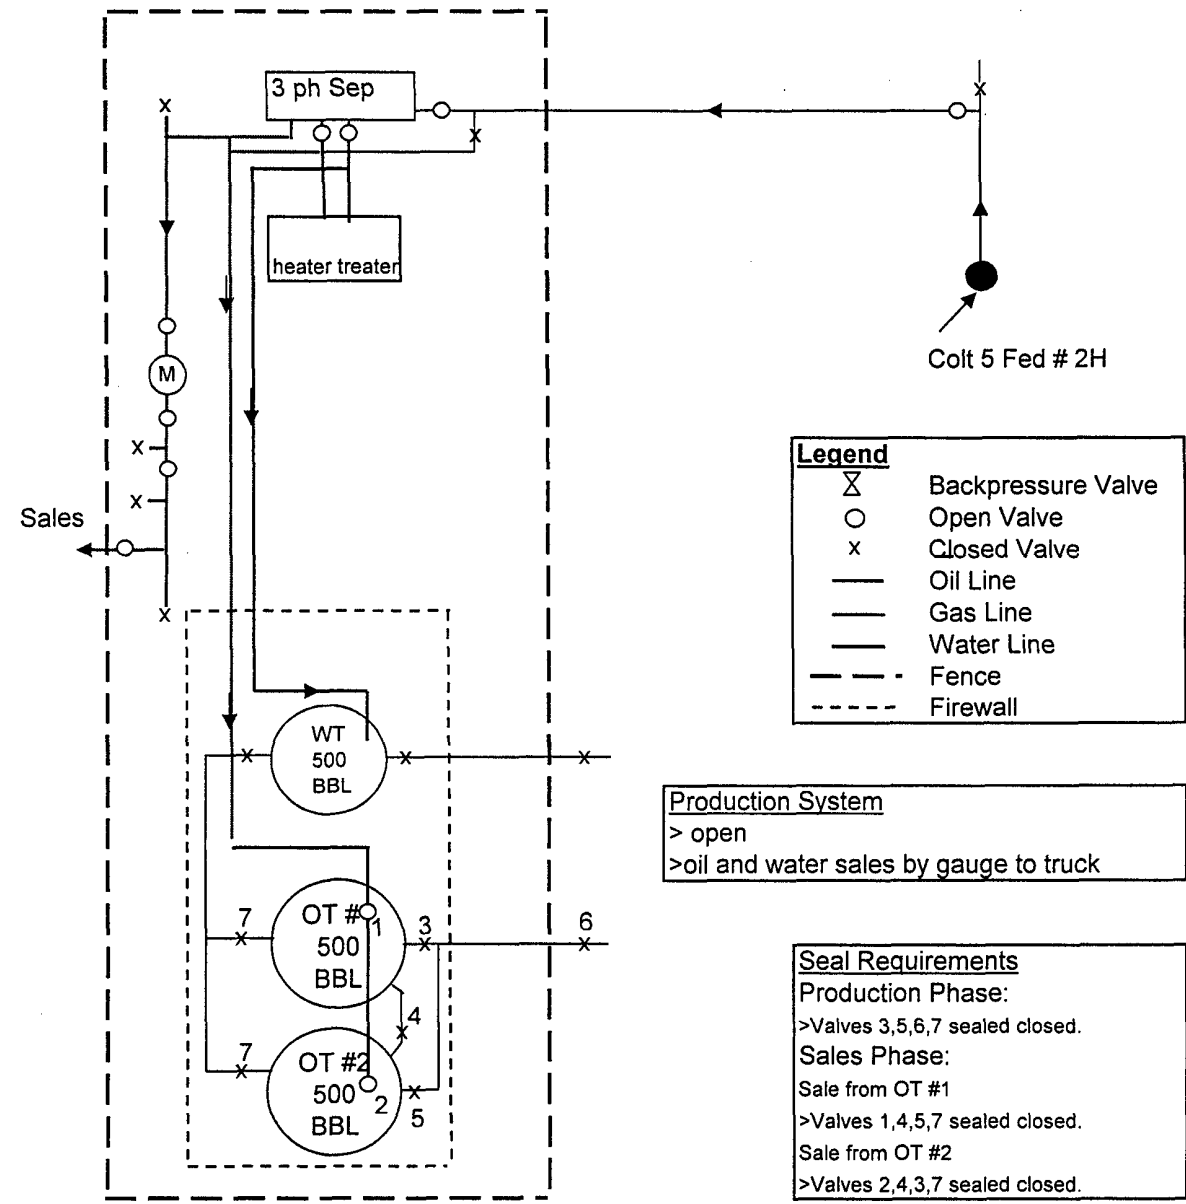 3 ph Sep
heater treater
M
Sales
Colt 5 Fed # 2H
Legend
Backpressure Valve
Open Valve
Closed Valve
Oil Line
Gas Line
Water Line
Fence
Firewall
WT
500
BBL
Production System
> open
>oil and water sales by gauge to truck
OT #
1
500
BBL
7
3
6
4
OT #2
500
BBL
7
2
5
Seal Requirements
Production Phase:
>Valves 3,5,6,7 sealed closed.
Sales Phase:
Sale from OT #1
>Valves 1,4,5,7 sealed closed.
Sale from OT #2
>Valves 2,4,3,7 sealed closed.